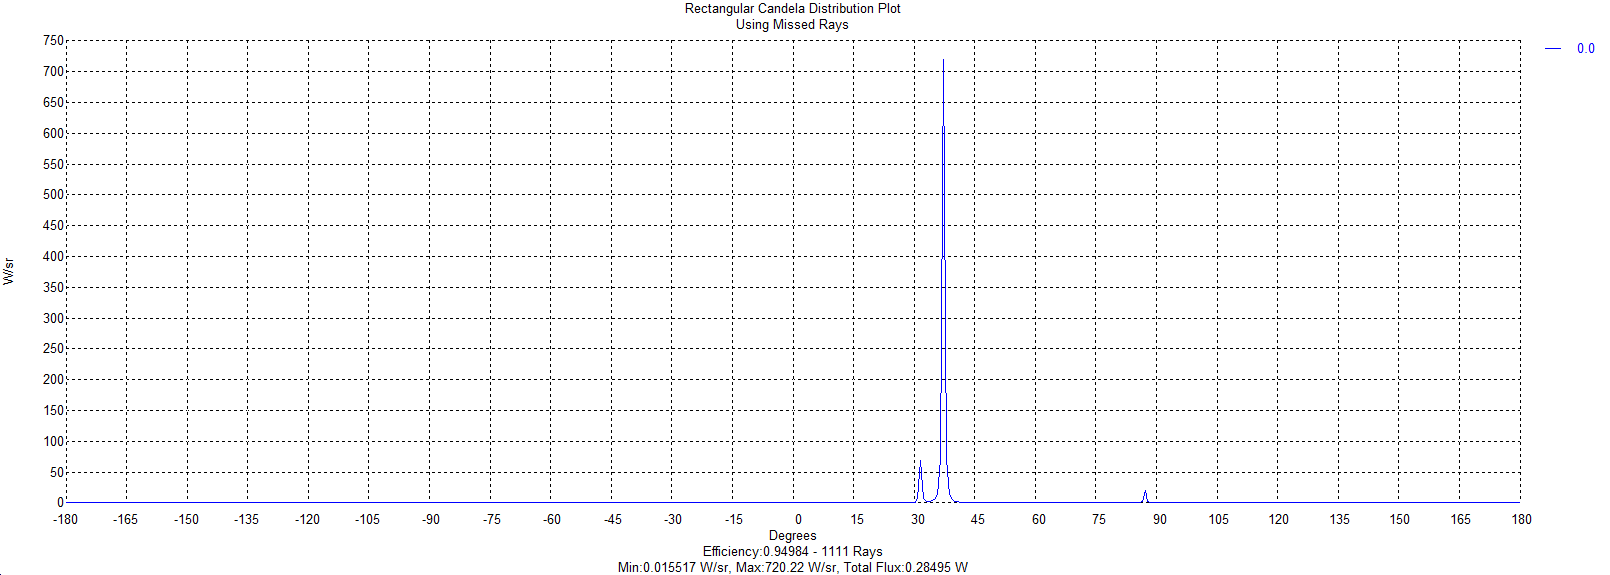 Rectangular Candela Distribution Plot
Using Missed Rays
750
700
650
600
550
500
450
400
350
300
250
200
150
100
50
0
W/sr
0.0
-180 -165 -150 -135 -120 -105 -90 -75 -60 -45 -30 -15 0 15 30 45 60 75 90 105 120 135 150 165 180
Degrees
Efficiency:0.94984 - 1111 Rays
Min:0.015517 W/sr, Max:720.22 W/sr, Total Flux:0.28495 W